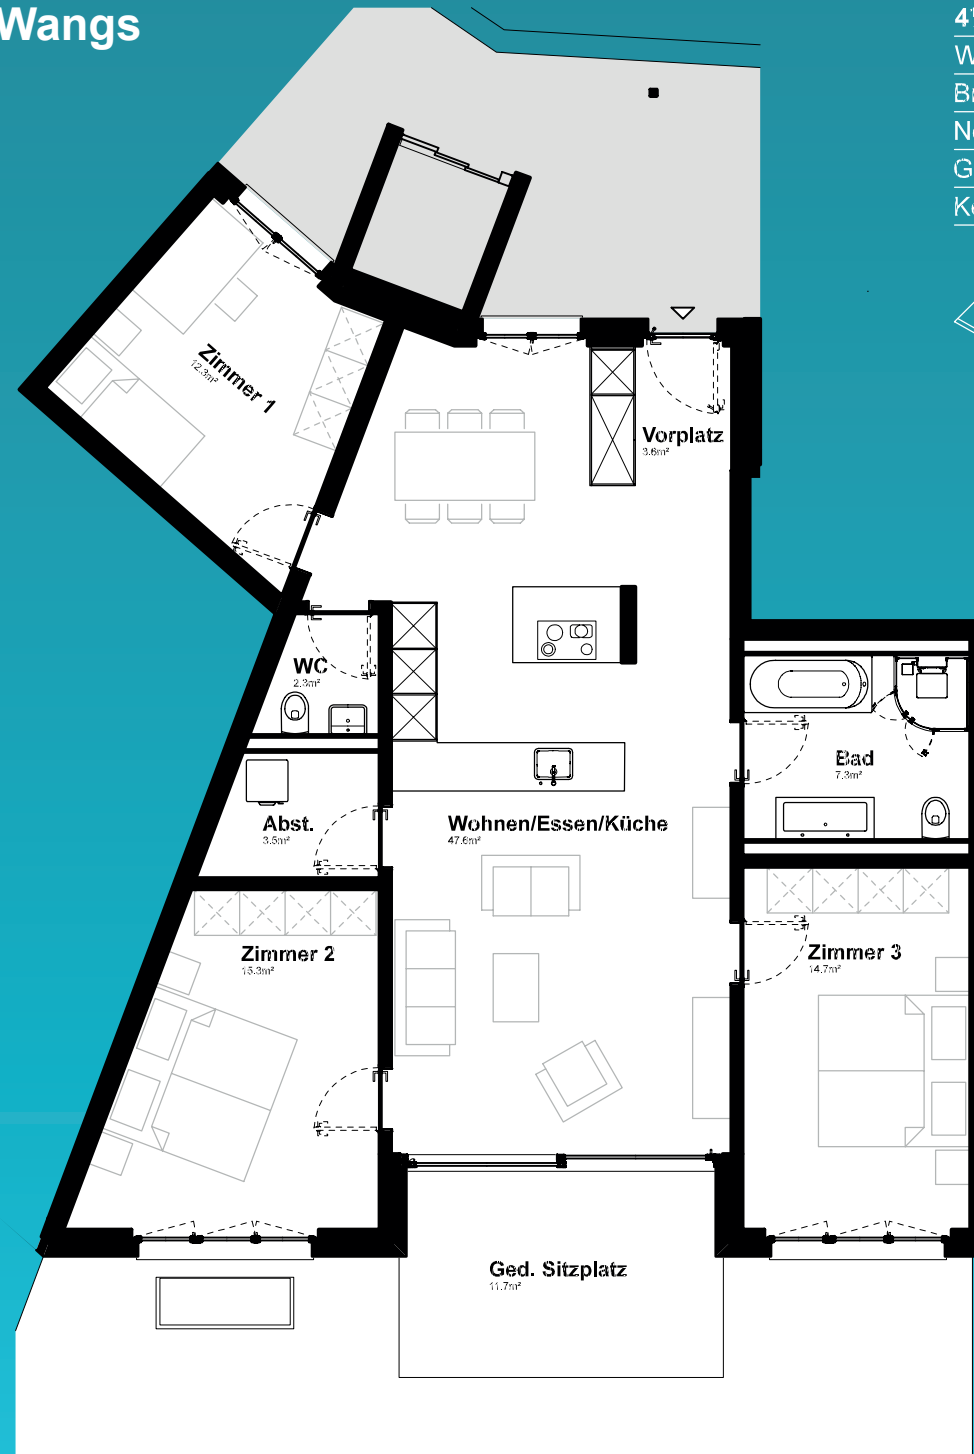 Wangs
Zimmer 1
12.3m²
Vorplatz
3.6m²
WC
2.3m²
Bad
7.3m²
Abst.
3.5m²
Wohnen/Essen/Küche
47.6m²
Zimmer 2
15.3m²
Zimmer 3
14.7m²
Ged. Sitzplatz
11.7m²